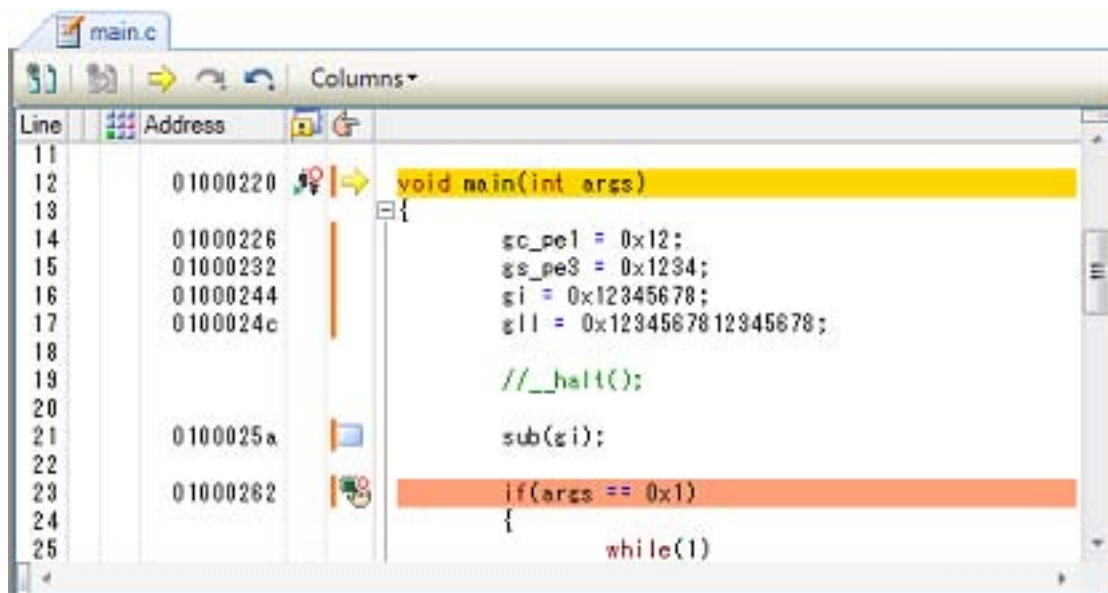 main.c
Columns
Line Address
11
12 01000220 void main(int args)
13 {
14 01000226 gc_pe1 = 0x12;
15 01000232 gs_pe3 = 0x1234;
16 01000244 gi = 0x12345678;
17 0100024c gll = 0x1234567812345678;
18
19 //__halt();
20
21 0100025a sub(gi);
22
23 01000262 if(args == 0x1)
24 {
25 while(1)